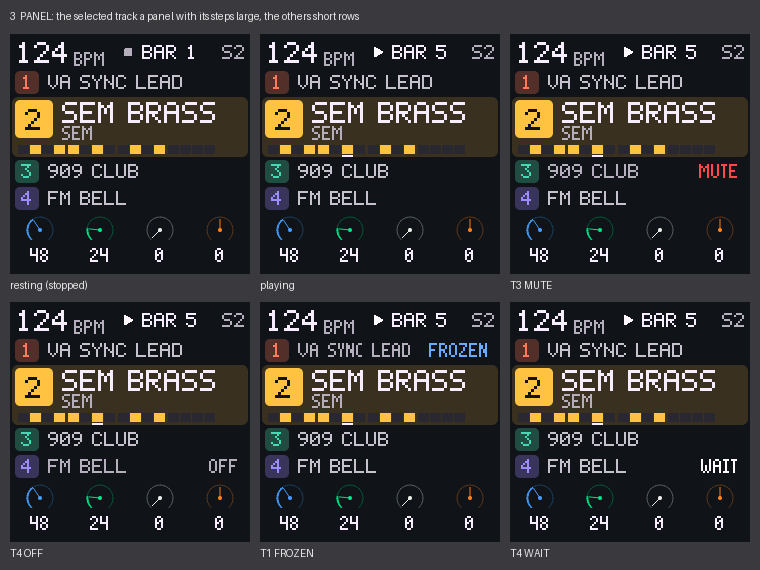 3 PANEL: the selected track a panel with its steps large, the others short rows
124 BPM BAR 1 S2
1 VA SYNC LEAD
2 SEM BRASS
SEM
3 909 CLUB
4 FM BELL
48 24 0 0
resting (stopped)
124 BPM BAR 5 S2
1 VA SYNC LEAD
2 SEM BRASS
SEM
3 909 CLUB
4 FM BELL
48 24 0 0
playing
124 BPM BAR 5 S2
1 VA SYNC LEAD
2 SEM BRASS
SEM
3 909 CLUB MUTE
4 FM BELL
48 24 0 0
T3 MUTE
124 BPM BAR 5 S2
1 VA SYNC LEAD
2 SEM BRASS
SEM
3 909 CLUB
4 FM BELL OFF
48 24 0 0
T4 OFF
124 BPM BAR 5 S2
1 VA SYNC LEAD FROZEN
2 SEM BRASS
SEM
3 909 CLUB
4 FM BELL
48 24 0 0
T1 FROZEN
124 BPM BAR 5 S2
1 VA SYNC LEAD
2 SEM BRASS
SEM
3 909 CLUB
4 FM BELL WAIT
48 24 0 0
T4 WAIT